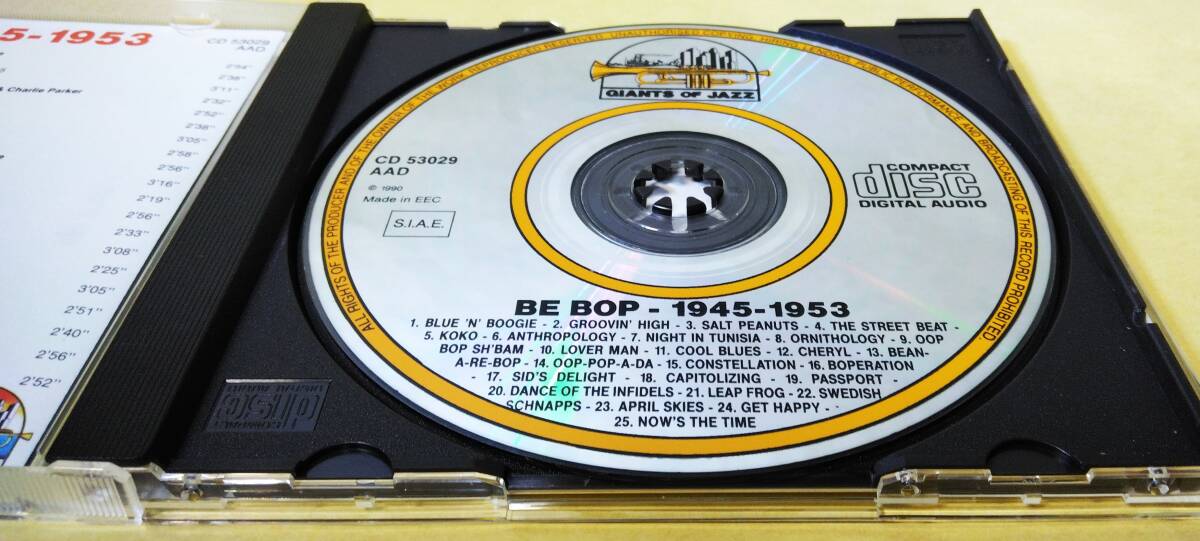 5-1953
CD 53029
AAD
2'54"
2'38"
& Charlie Parker
3'11"
2'32"
2'52"
2'38"
3'05"
2'58"
2'56"
3'16"
2'19"
2'56"
2'33"
3'08"
2'25"
3'05"
2'51"
2'40"
2'56"
2'52"
ALL RIGHTS OF THE PRODUCER AND OF THE OWNER OF THE WORK REPRODUCED RESERVED. UNAUTHORISED COPYING, HIRING, LENDING, PUBLIC PERFORMANCE AND BROADCASTING OF THIS RECORD PROHIBITED.
GIANTS OF JAZZ
CD 53029
AAD
℗ 1990
Made in EEC
S.I.A.E.
COMPACT
disc
DIGITAL AUDIO
BE BOP - 1945-1953
1. BLUE 'N' BOOGIE - 2. GROOVIN' HIGH - 3. SALT PEANUTS - 4. THE STREET BEAT -
5. KOKO - 6. ANTHROPOLOGY - 7. NIGHT IN TUNISIA - 8. ORNITHOLOGY - 9. OOP
BOP SH'BAM - 10. LOVER MAN - 11. COOL BLUES - 12. CHERYL - 13. BEAN-
A-RE-BOP - 14. OOP-POP-A-DA - 15. CONSTELLATION - 16. BOPERATION
- 17. SID'S DELIGHT - 18. CAPITOLIZING - 19. PASSPORT -
20. DANCE OF THE INFIDELS - 21. LEAP FROG - 22. SWEDISH
SCHNAPPS - 23. APRIL SKIES - 24. GET HAPPY -
25. NOW'S THE TIME